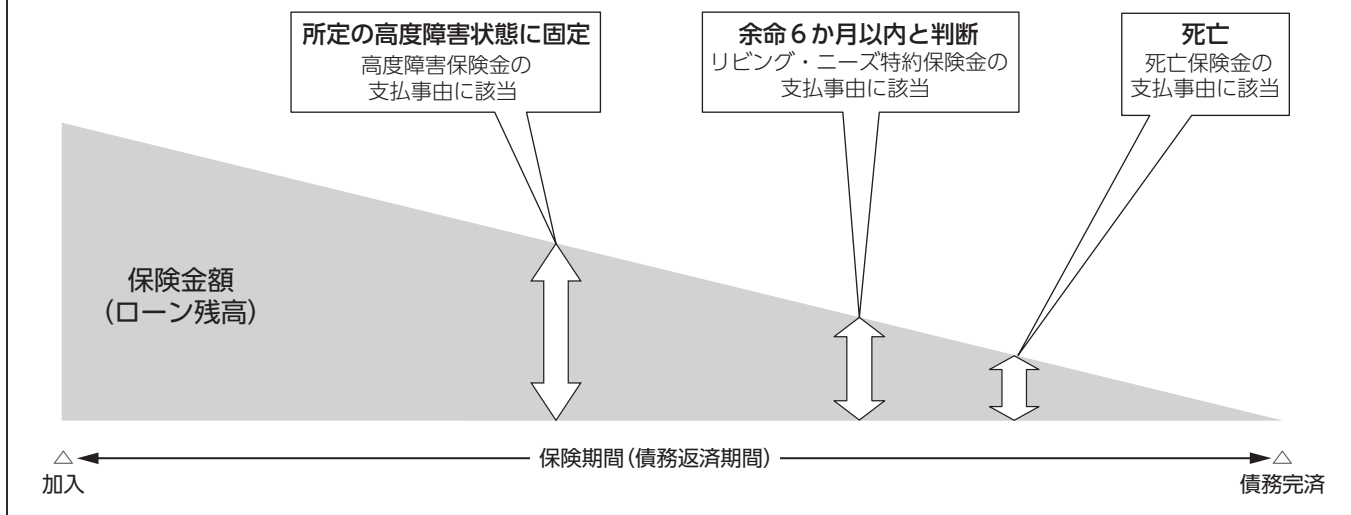 所定の高度障害状態に固定
高度障害保険金の
支払事由に該当
余命6か月以内と判断
リビング・ニーズ特約保険金の
支払事由に該当
死亡
死亡保険金の
支払事由に該当
保険金額
(ローン残高)
保険期間(債務返済期間)
加入
債務完済